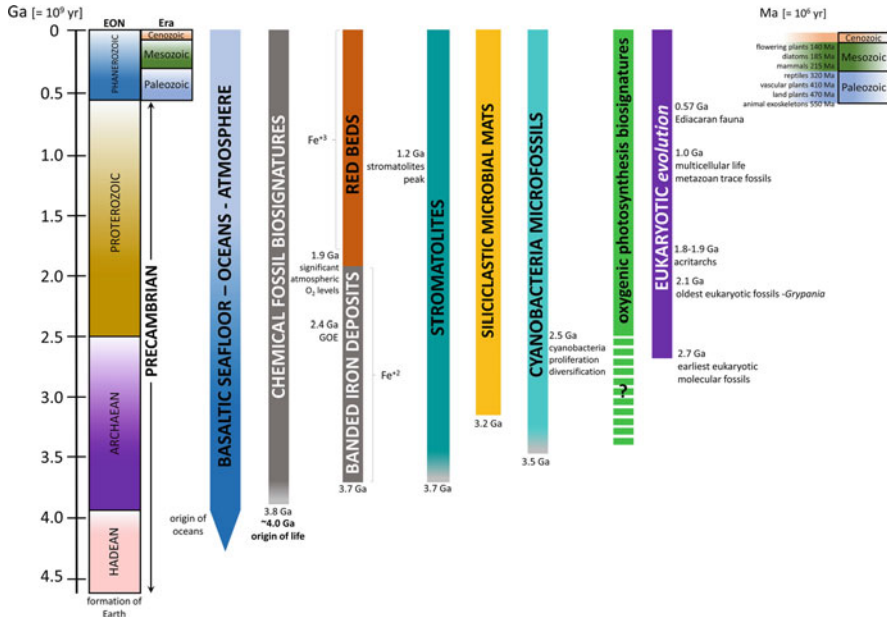 Ga [= 10⁹ yr]
EON
Era
0
0.5
1.0
1.5
2.0
2.5
3.0
3.5
4.0
4.5
PHANEROZOIC
PROTEROZOIC
ARCHAEAN
HADEAN
formation of
Earth
Cenozoic
Mesozoic
Paleozoic
PRECAMBRIAN
BASALTIC SEAFLOOR – OCEANS - ATMOSPHERE
origin of
oceans
CHEMICAL FOSSIL BIOSIGNATURES
3.8 Ga
~4.0 Ga
origin of life
Fe⁺³
1.9 Ga
significant
atmospheric
O₂ levels
2.4 Ga
GOE
RED BEDS
BANDED IRON DEPOSITS
3.7 Ga
Fe⁺²
1.2 Ga
stromatolites
peak
STROMATOLITES
3.7 Ga
SILICICLASTIC MICROBIAL MATS
3.2 Ga
CYANOBACTERIA MICROFOSSILS
3.5 Ga
2.5 Ga
cyanobacteria
proliferation
diversification
oxygenic photosynthesis biosignatures
?
EUKARYOTIC evolution
0.57 Ga
Ediacaran fauna
1.0 Ga
multicellular life
metazoan trace fossils
1.8-1.9 Ga
acritarchs
2.1 Ga
oldest eukaryotic fossils -Grypania
2.7 Ga
earliest eukaryotic
molecular fossils
Ma [= 10⁶ yr]
flowering plants 140 Ma
diatoms 185 Ma
mammals 215 Ma
reptiles 320 Ma
vascular plants 410 Ma
land plants 470 Ma
animal exoskeletons 550 Ma
Cenozoic
Mesozoic
Paleozoic